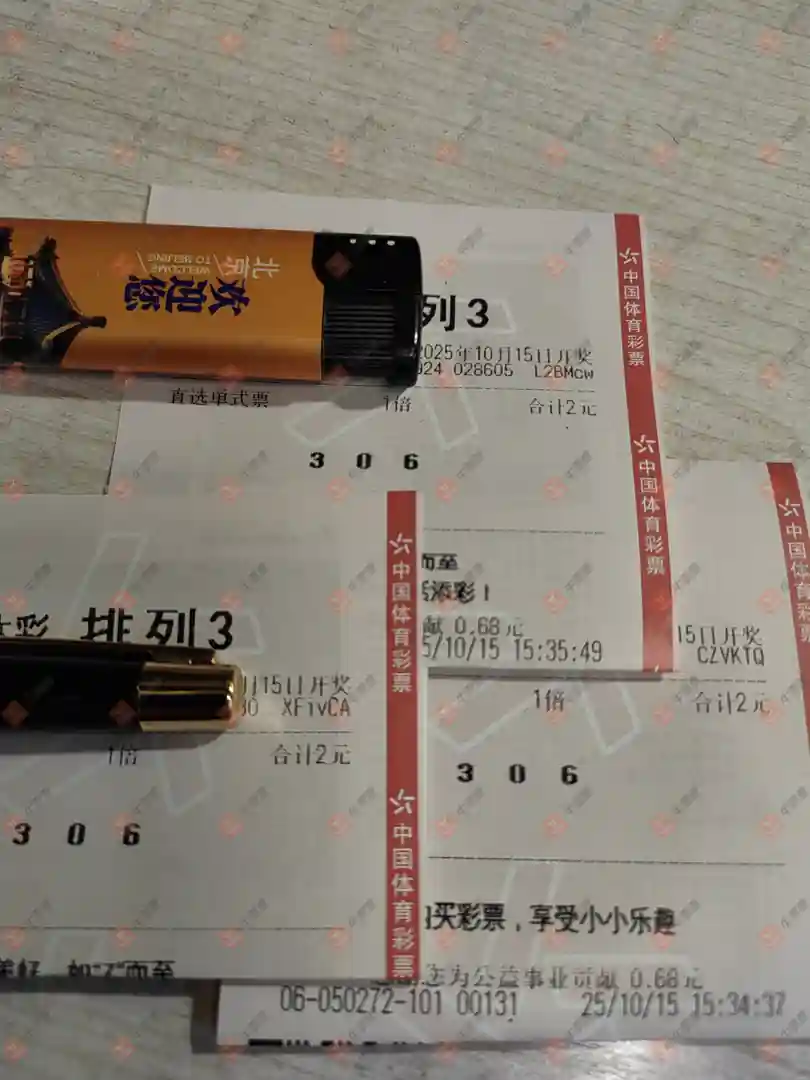 北京
WELCOME
TO BEIJING
欢迎您
列3
2025年10月15日开奖
028605 L2BMcw
直选单式票 1倍 合计2元
3 0 6
而至
添彩！
献 0.68元
5/10/15 15:35:49
中国体育彩票
中国体育彩票
彩 排列3
月15日开奖
XF1vCA
1倍 合计2元
3 0 6
而至
中国体育彩票
中国体育彩票
15日开奖
CZVKTQ
1倍 合计2元
3 0 6
买彩票，享受小小乐趣
为公益事业贡献 0.68元
06-050272-101 00131 25/10/15 15:34:37
中国体育彩票